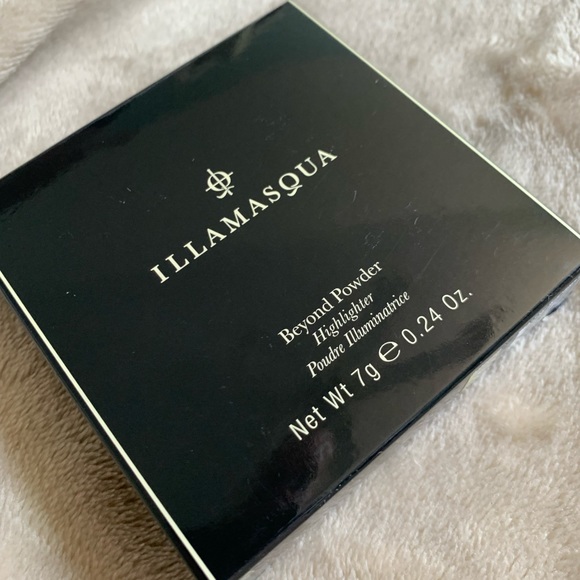 ILLAMASQUA
Beyond Powder
Highlighter
Poudre Illuminatrice
Net Wt 7g ℮ 0.24 Oz.